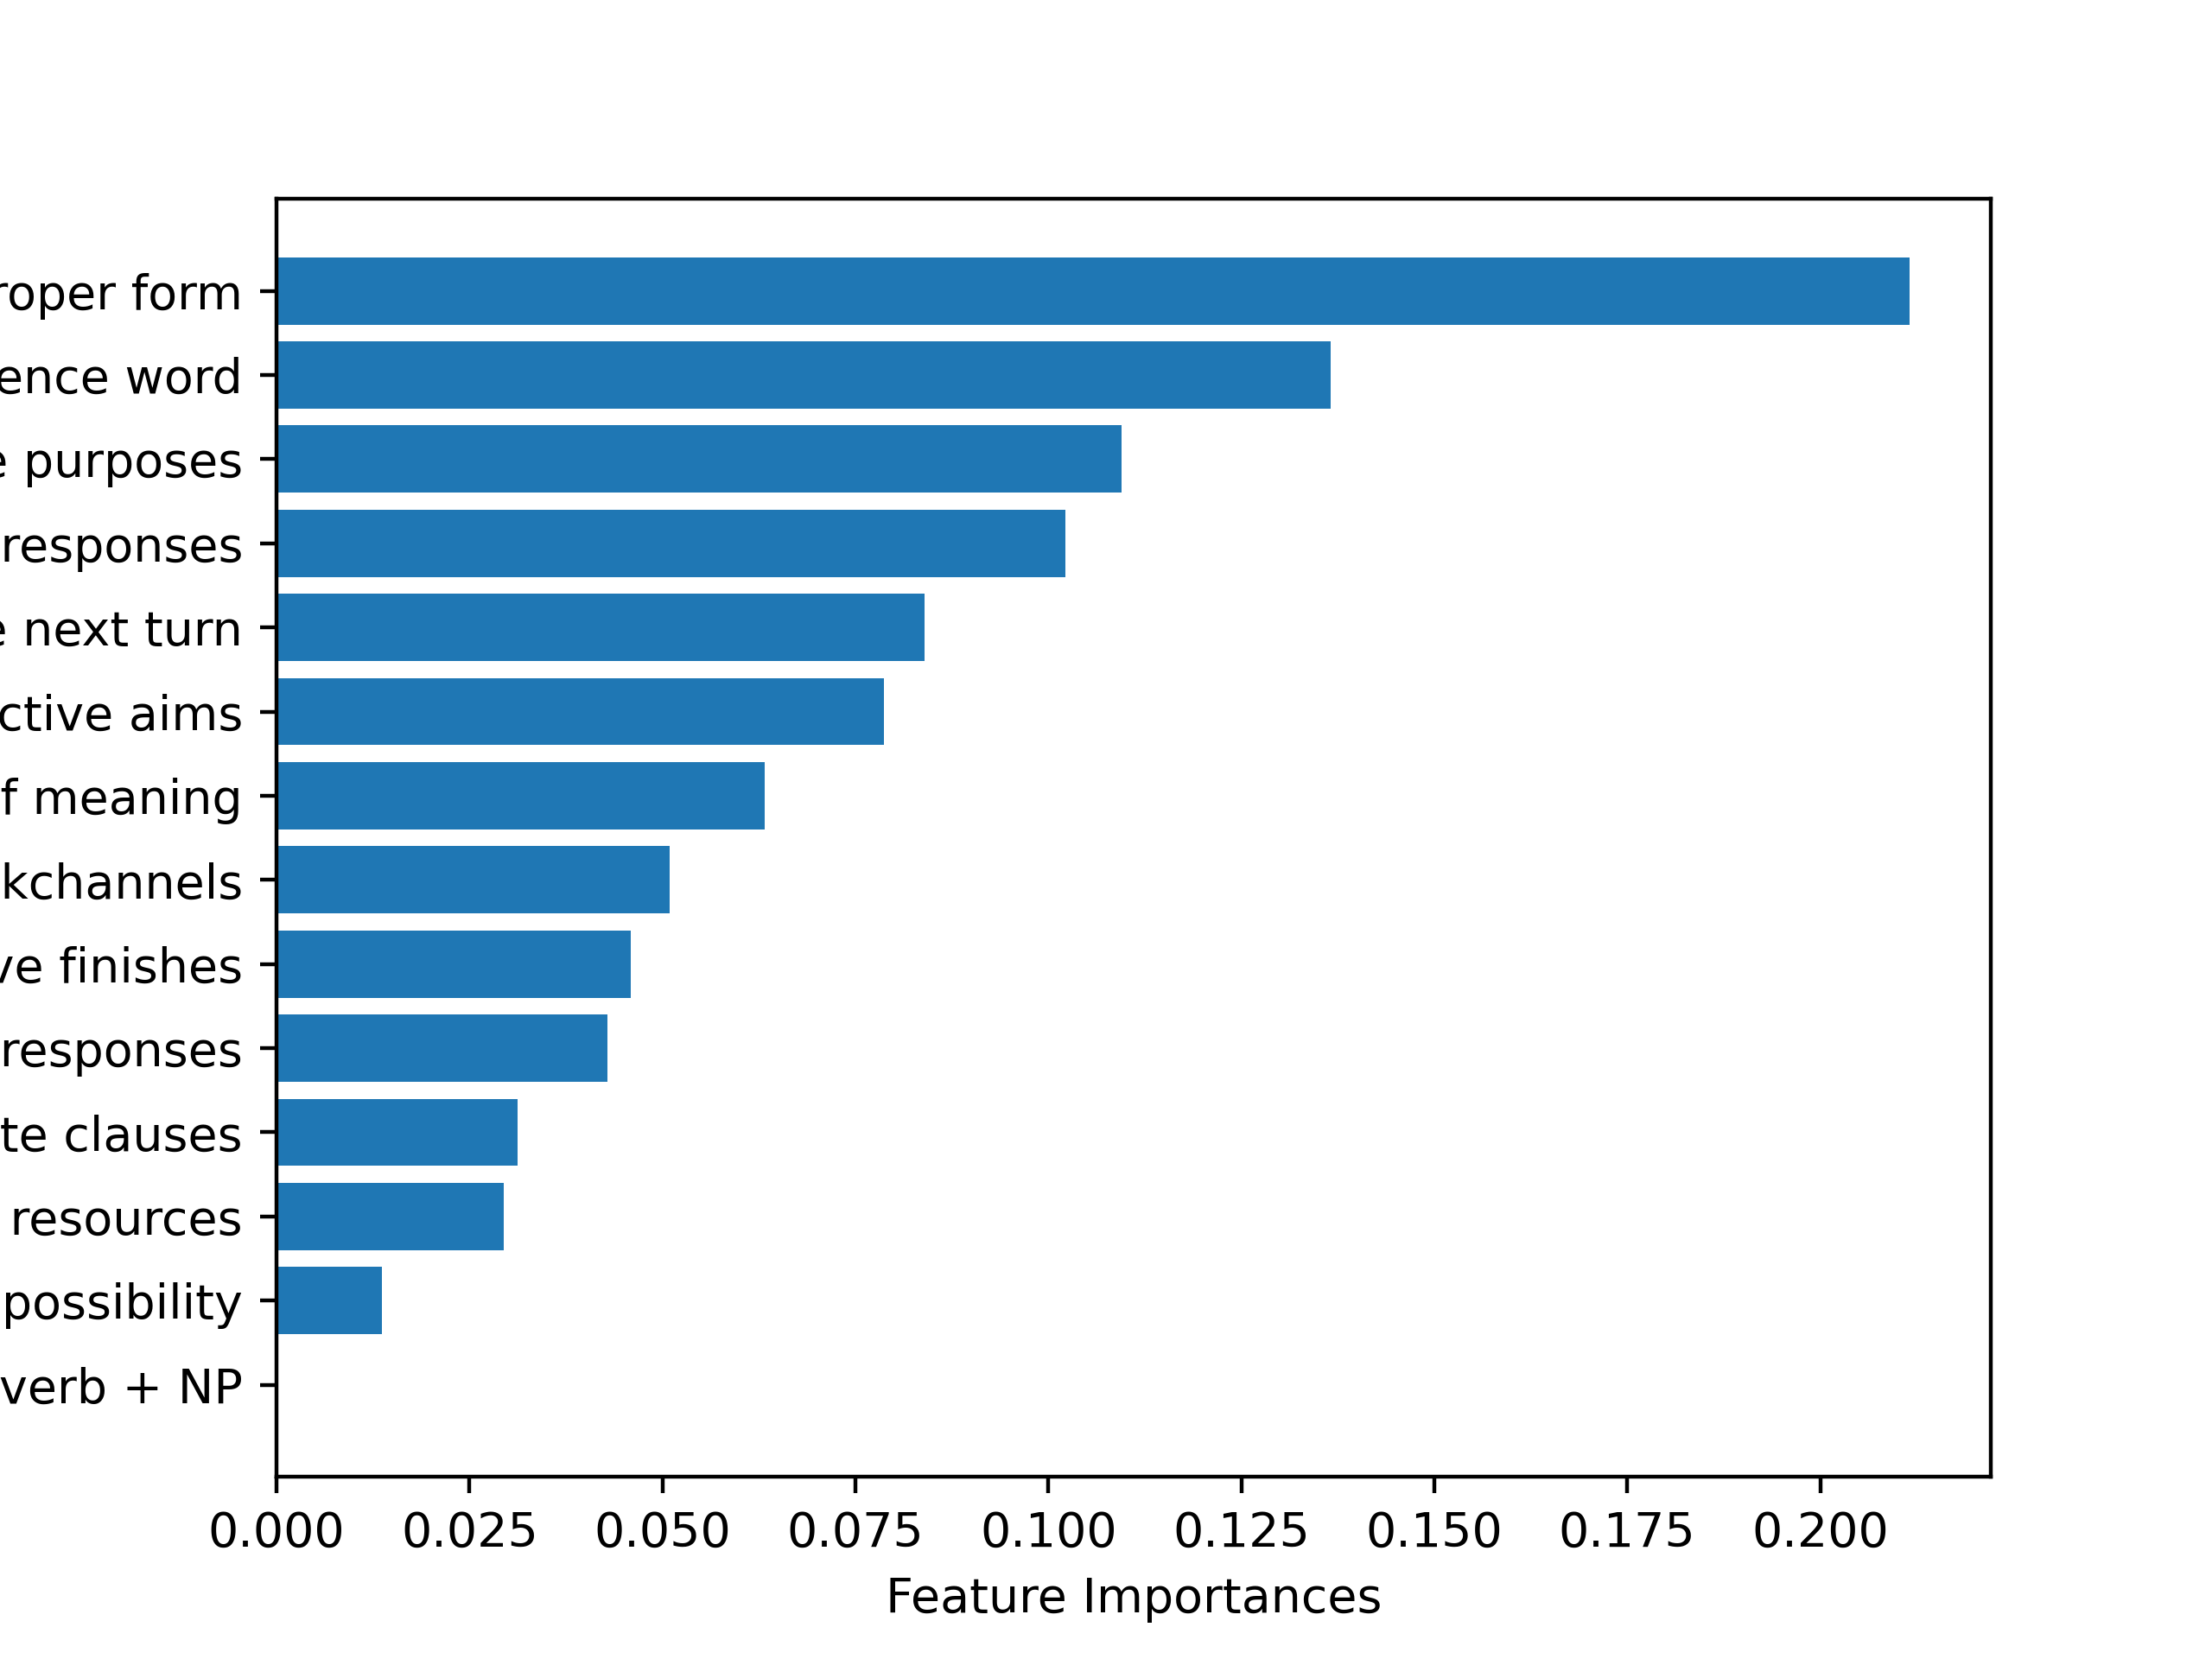 roper form
ence word
e purposes
responses
e next turn
ctive aims
f meaning
kchannels
ve finishes
responses
te clauses
resources
possibility
verb + NP
0.000 0.025 0.050 0.075 0.100 0.125 0.150 0.175 0.200
Feature Importances